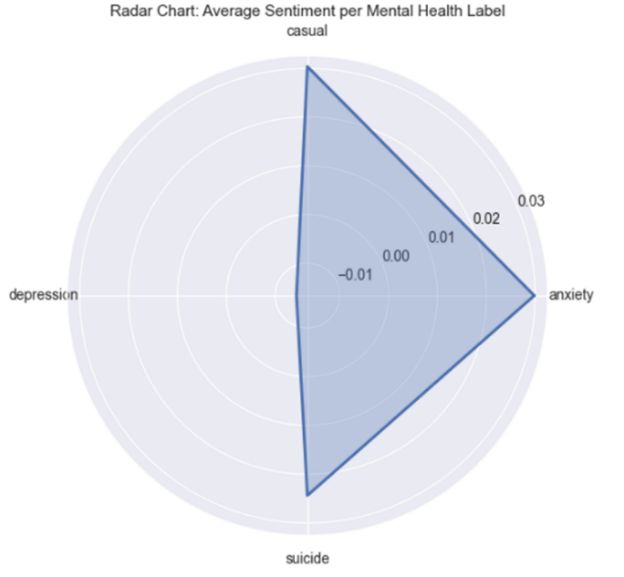 Radar Chart: Average Sentiment per Mental Health Label
casual
0.03
0.02
0.01
0.00
−0.01
depression
anxiety
suicide